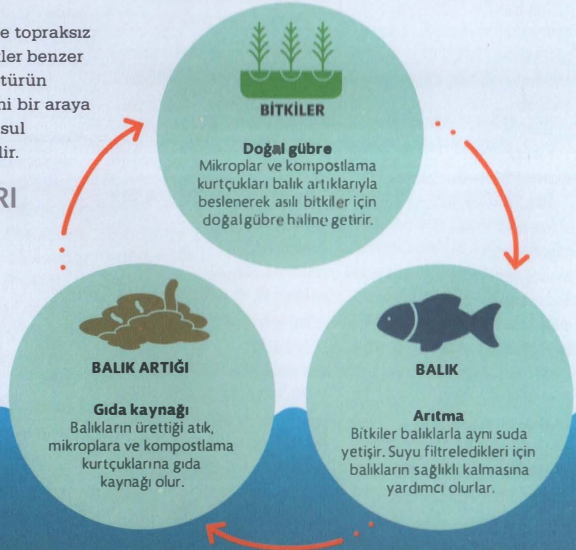 e topraksız
ler benzer
türün
ni bir araya
sul
lir.
RI
BİTKİLER
Doğal gübre
Mikroplar ve kompostlama
kurtçukları balık artıklarıyla
beslenerek asılı bitkiler için
doğal gübre haline getirir.
BALIK ARTIĞI
Gıda kaynağı
Balıkların ürettiği atık,
mikroplara ve kompostlama
kurtçuklarına gıda
kaynağı olur.
BALIK
Arıtma
Bitkiler balıklarla aynı suda
yetişir. Suyu filtreledikleri için
balıkların sağlıklı kalmasına
yardımcı olurlar.